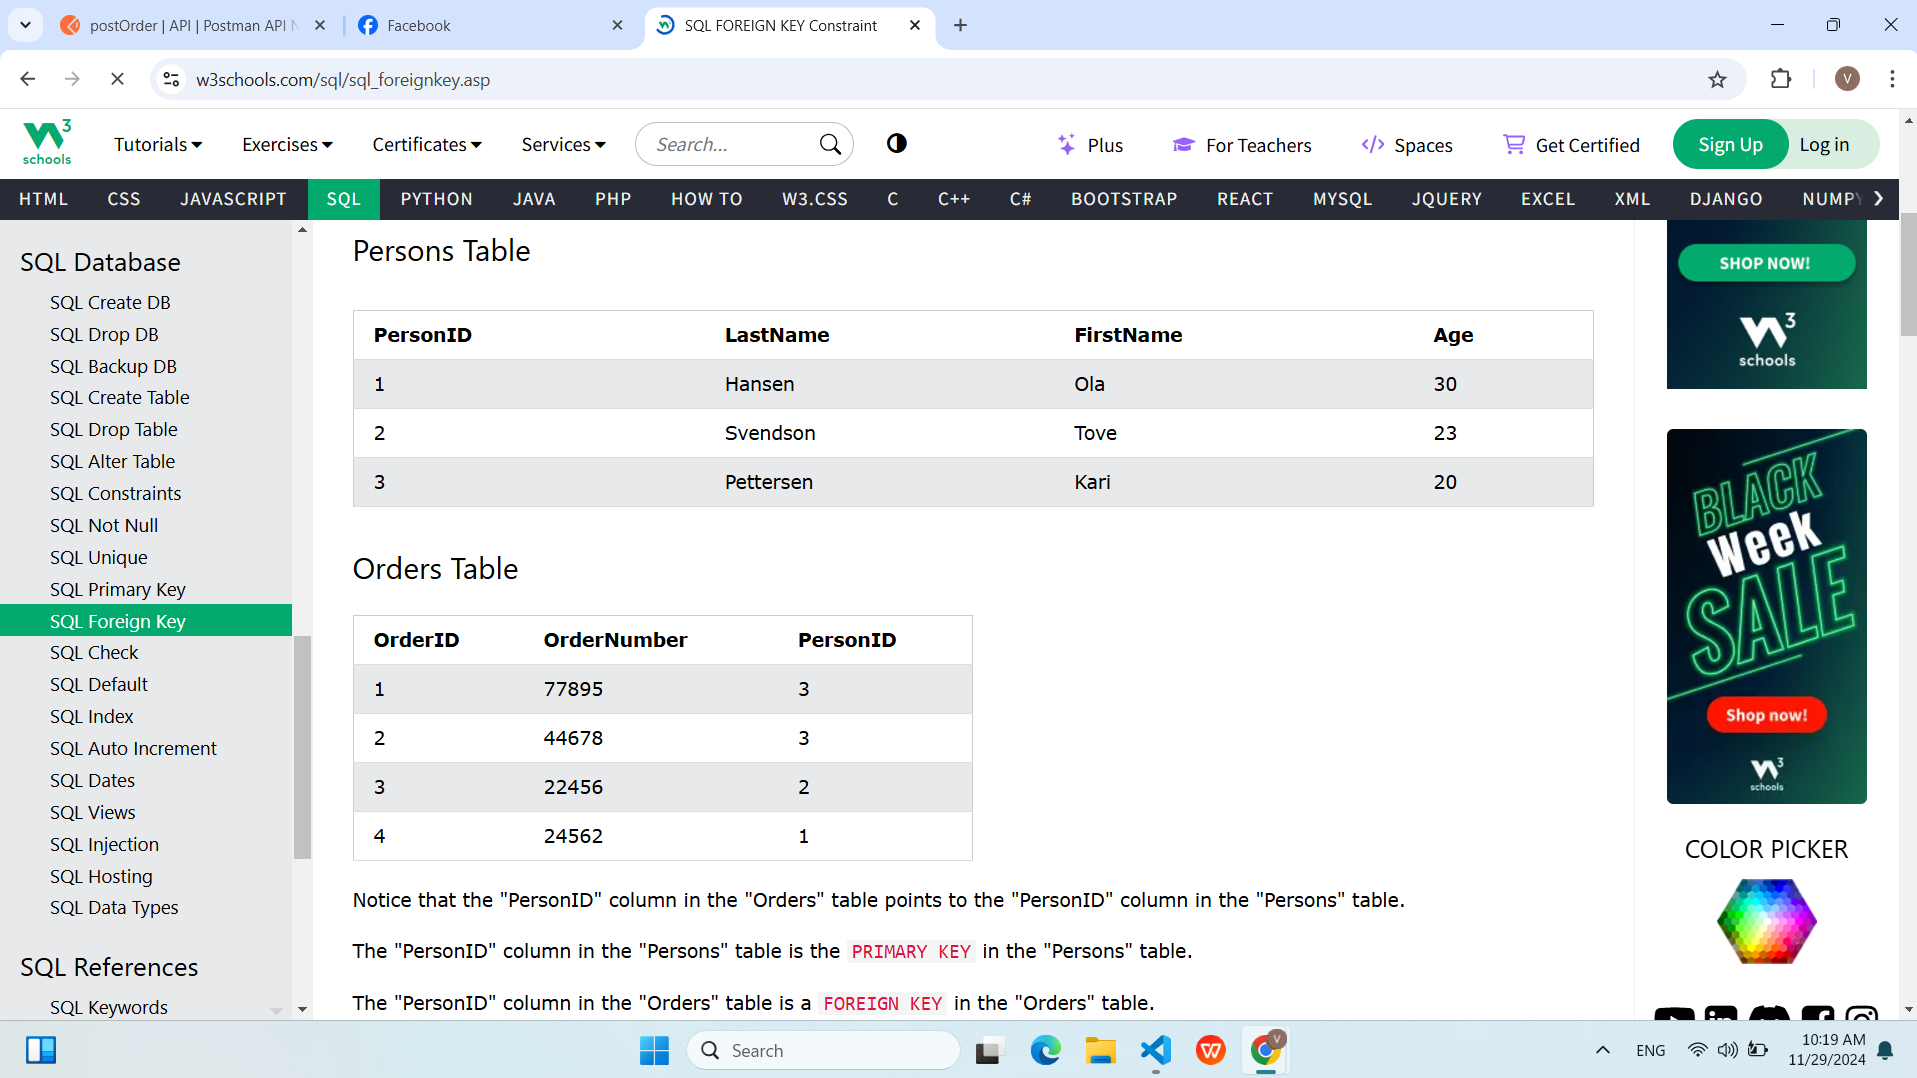 postOrder | API | Postman API N
Facebook
SQL FOREIGN KEY Constraint
w3schools.com/sql/sql_foreignkey.asp
V
3
schools
Tutorials
Exercises
Certificates
Services
Search...
Plus
For Teachers
Spaces
Get Certified
Sign Up
Log in
HTML CSS JAVASCRIPT SQL PYTHON JAVA PHP HOW TO W3.CSS C C++ C# BOOTSTRAP REACT MYSQL JQUERY EXCEL XML DJANGO NUMPY
SQL Database
SQL Create DB
SQL Drop DB
SQL Backup DB
SQL Create Table
SQL Drop Table
SQL Alter Table
SQL Constraints
SQL Not Null
SQL Unique
SQL Primary Key
SQL Foreign Key
SQL Check
SQL Default
SQL Index
SQL Auto Increment
SQL Dates
SQL Views
SQL Injection
SQL Hosting
SQL Data Types
SQL References
SQL Keywords
Persons Table
PersonID LastName FirstName Age
1 Hansen Ola 30
2 Svendson Tove 23
3 Pettersen Kari 20
Orders Table
OrderID OrderNumber PersonID
1 77895 3
2 44678 3
3 22456 2
4 24562 1
Notice that the "PersonID" column in the "Orders" table points to the "PersonID" column in the "Persons" table.
The "PersonID" column in the "Persons" table is the PRIMARY KEY in the "Persons" table.
The "PersonID" column in the "Orders" table is a FOREIGN KEY in the "Orders" table.
SHOP NOW!
3
schools
BLACK
Week
SALE
Shop now!
3
schools
COLOR PICKER
Search
V
ENG
10:19 AM
11/29/2024